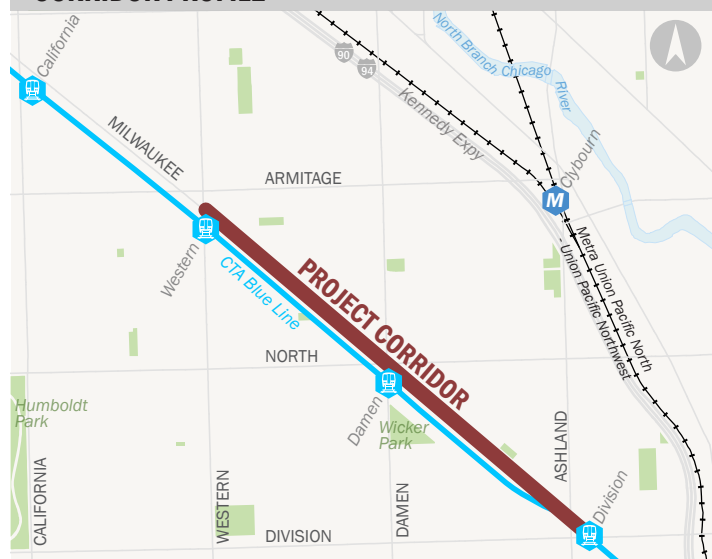 CORRIDOR PROFILE
California
90
94
North Branch Chicago
River
Kennedy Expy
MILWAUKEE
ARMITAGE
Clybourn
M
Western
CTA Blue Line
PROJECT CORRIDOR
Metra Union Pacific North
- Union Pacific Northwest
NORTH
Damen
Humboldt
Park
Wicker
Park
CALIFORNIA
WESTERN
DAMEN
ASHLAND
Division
DIVISION